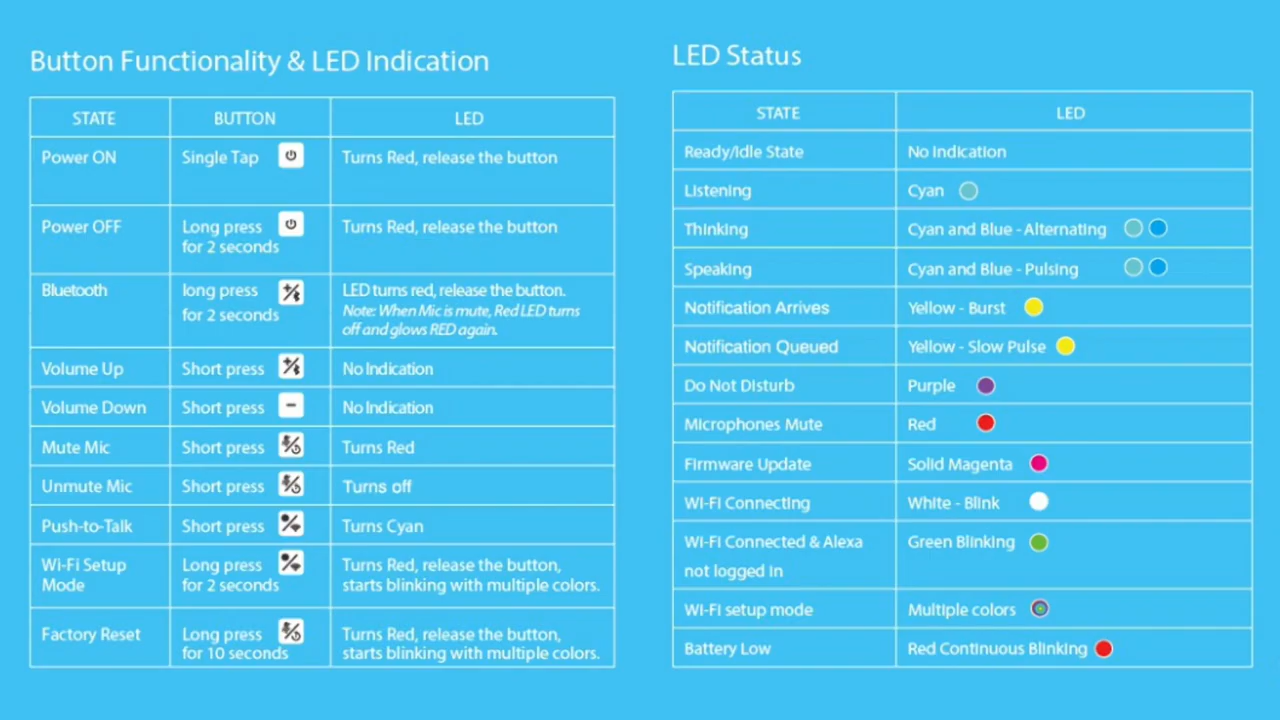 Button Functionality & LED Indication
STATE BUTTON LED
Power ON Single Tap Turns Red, release the button
Power OFF Long press Turns Red, release the button
for 2 seconds
Bluetooth long press LED turns red, release the button.
for 2 seconds Note: When Mic is mute, Red LED turns
off and glows RED again.
Volume Up Short press No Indication
Volume Down Short press No Indication
Mute Mic Short press Turns Red
Unmute Mic Short press Turns off
Push-to-Talk Short press Turns Cyan
Wi-Fi Setup Long press Turns Red, release the button,
Mode for 2 seconds starts blinking with multiple colors.
Factory Reset Long press Turns Red, release the button,
for 10 seconds starts blinking with multiple colors.
LED Status
STATE LED
Ready/Idle State No Indication
Listening Cyan
Thinking Cyan and Blue - Alternating
Speaking Cyan and Blue - Pulsing
Notification Arrives Yellow - Burst
Notification Queued Yellow - Slow Pulse
Do Not Disturb Purple
Microphones Mute Red
Firmware Update Solid Magenta
Wi-Fi Connecting White - Blink
Wi-Fi Connected & Alexa Green Blinking
not logged in
Wi-Fi setup mode Multiple colors
Battery Low Red Continuous Blinking